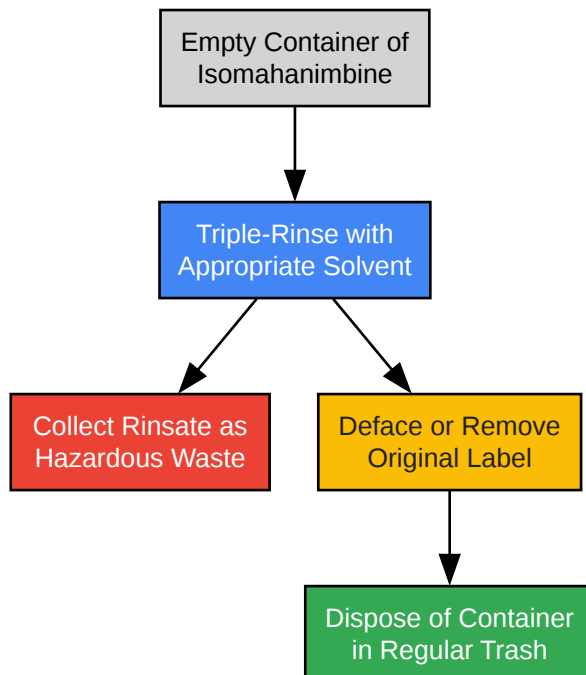 Empty Container of
Isomahanimbine
Triple-Rinse with
Appropriate Solvent
Collect Rinsate as
Hazardous Waste
Deface or Remove
Original Label
Dispose of Container
in Regular Trash